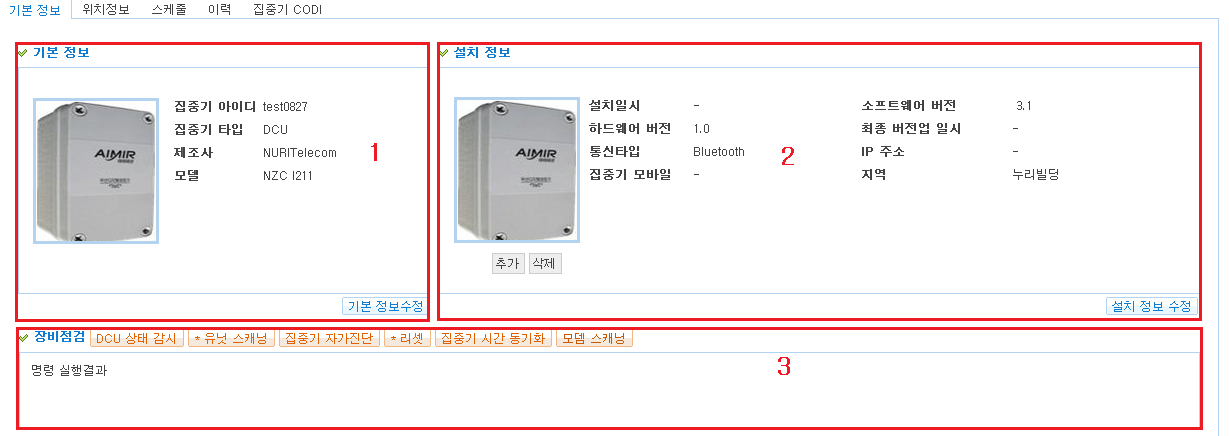 기본 정보 위치정보 스케줄 이력 집중기 CODI
기본 정보
집중기 아이디 test0827
집중기 타입 DCU
제조사 NURITelecom
모델 NZC I211
AIMIR
1
기본 정보수정
설치 정보
설치일시 - 소프트웨어 버전 3.1
하드웨어 버전 1.0 최종 버전업 일시 -
통신타입 Bluetooth IP 주소 -
집중기 모바일 - 지역 누리빌딩
AIMIR
2
추가 삭제
설치 정보 수정
장비점검 DCU 상태 감시 * 유닛 스캐닝 집중기 자가진단 * 리셋 집중기 시간 동기화 모뎀 스캐닝
명령 실행결과
3